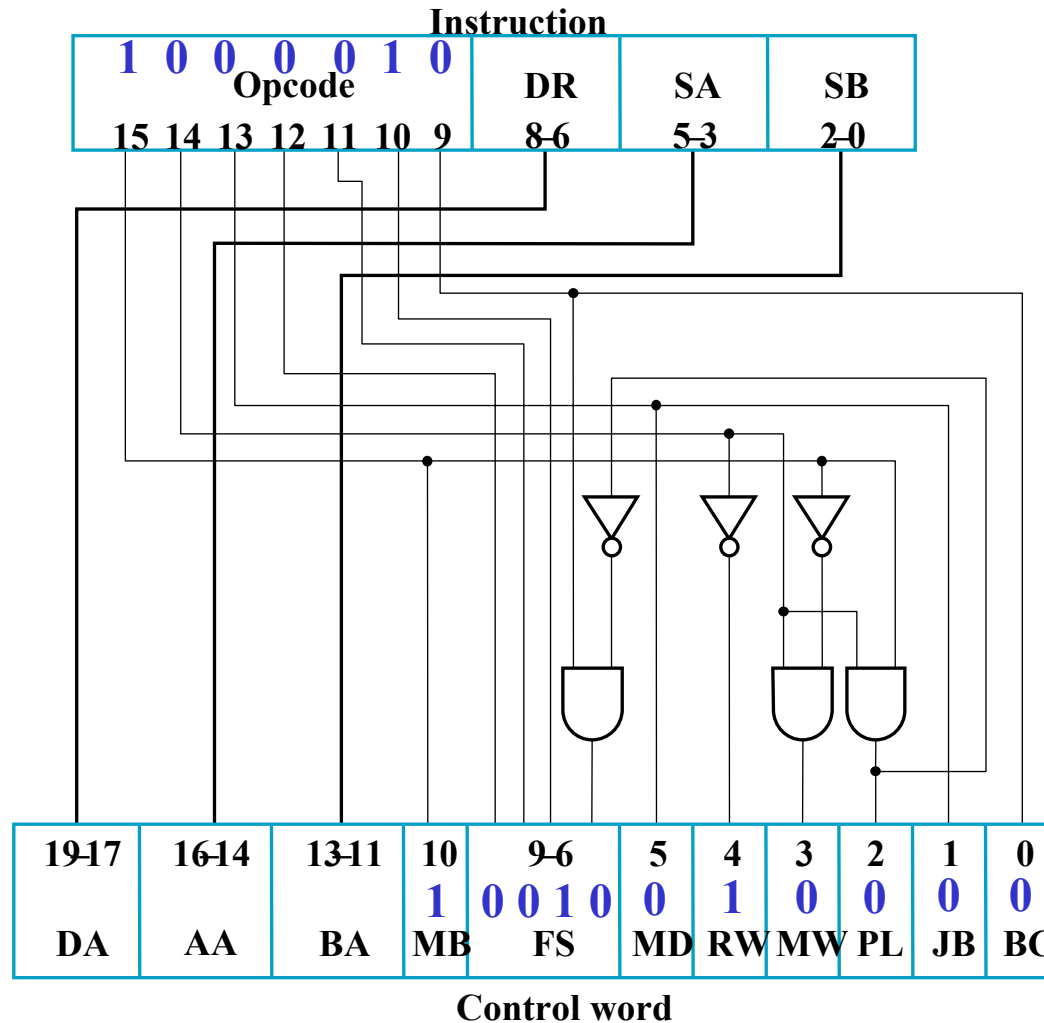 Instruction
1 0 0 0 0 1 0
Opcode DR SA SB
15 14 13 12 11 10 9 8-6 5-3 2-0
19-17 16-14 13-11 10 9-6 5 4 3 2 1 0
1 0 0 1 0 0 1 0 0 0 0
DA AA BA MB FS MD RW MW PL JB BC
Control word